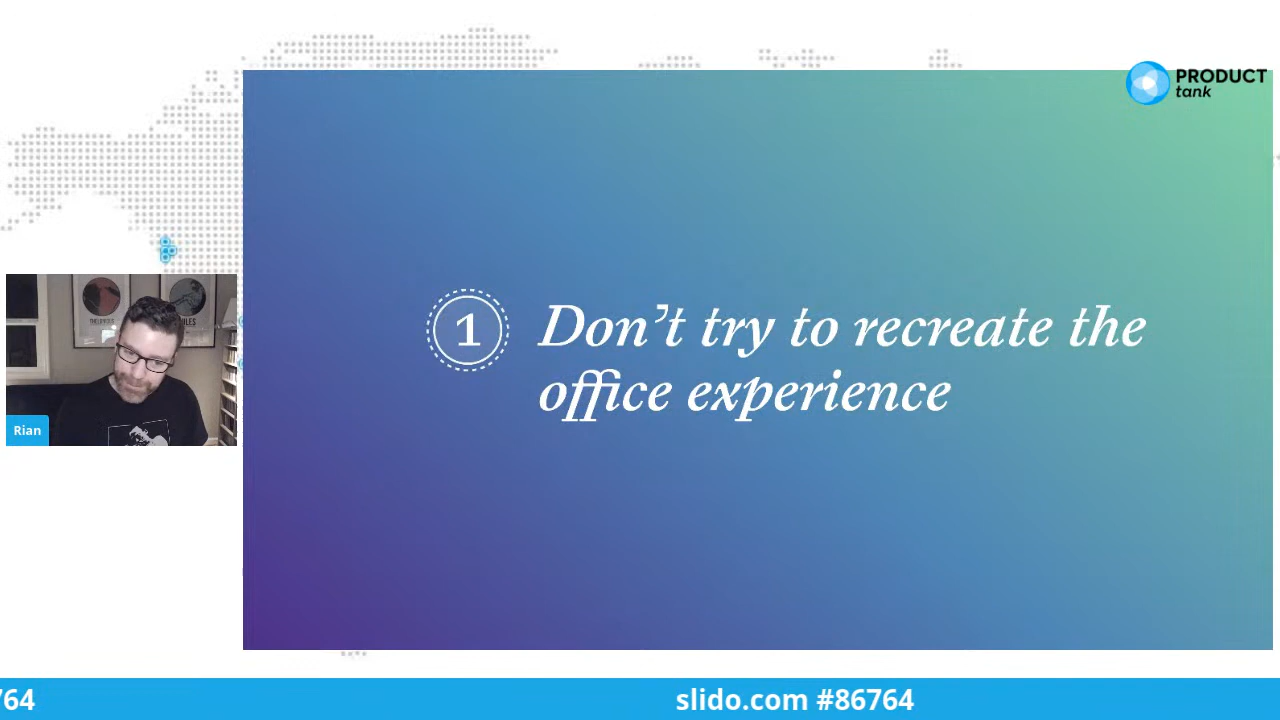 PRODUCT
tank
1
Don’t try to recreate the
office experience
Rian
764
slido.com #86764